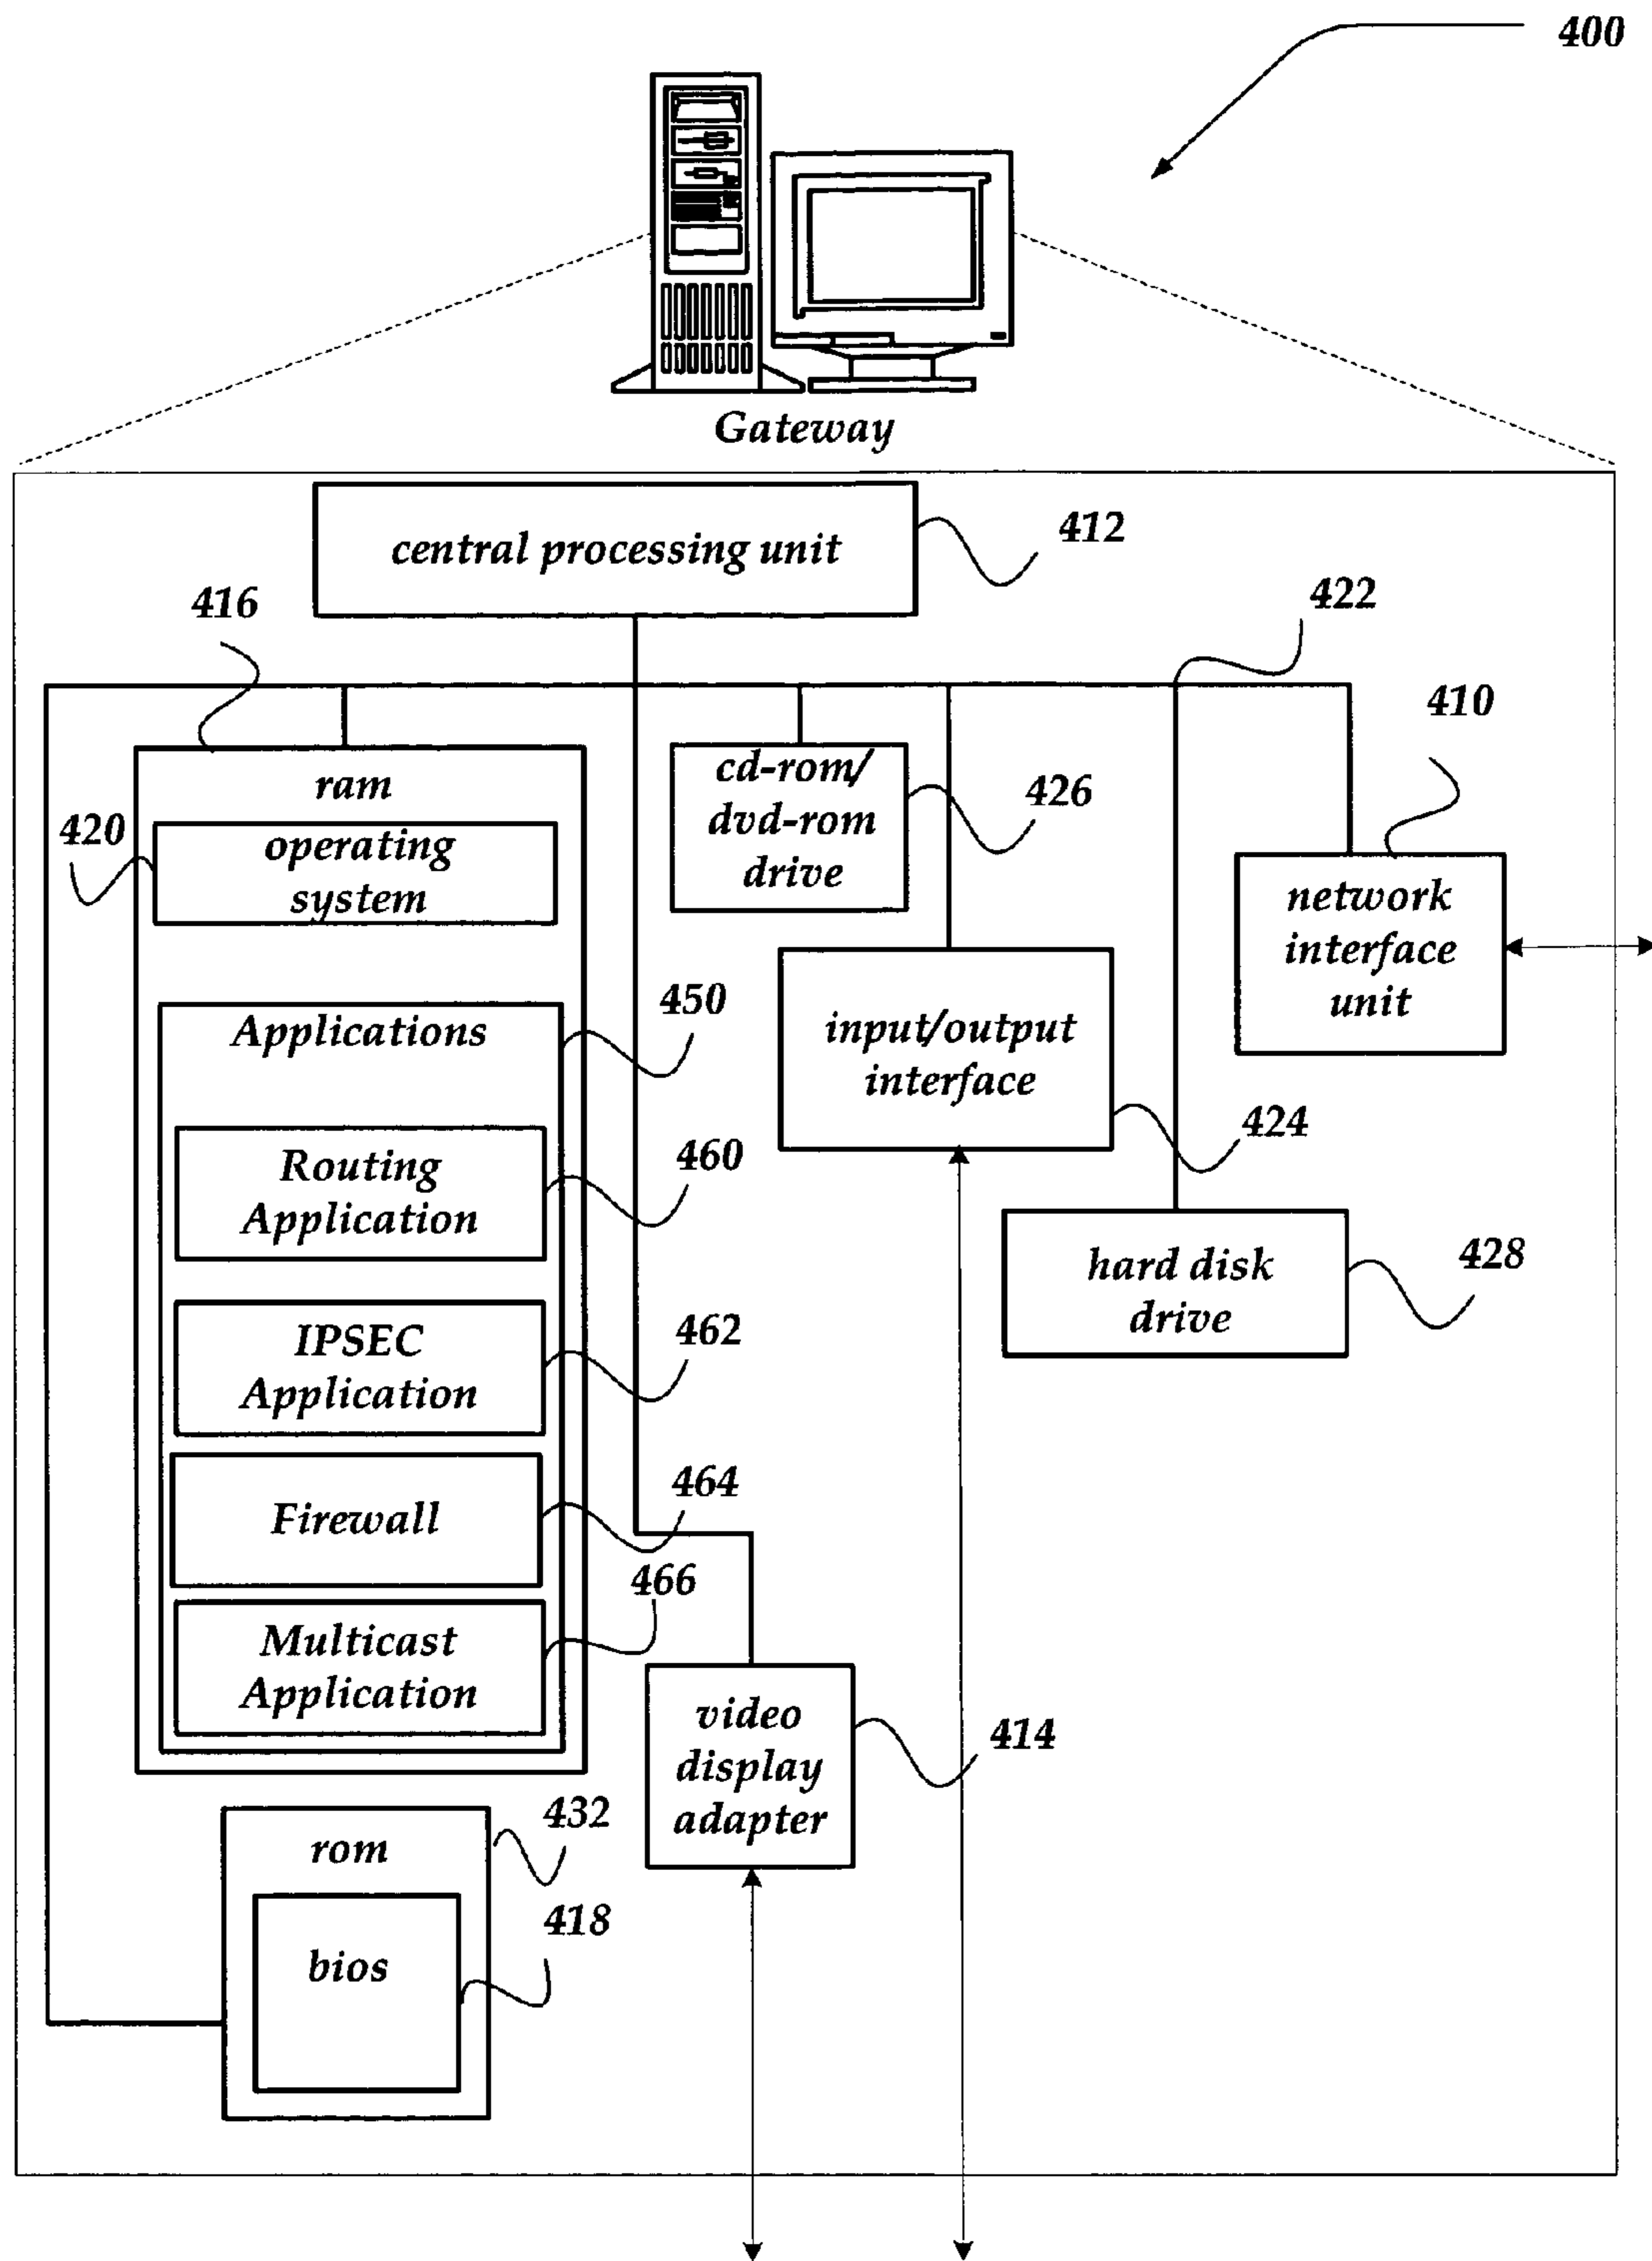 400
Gateway
central processing unit
412
416
422
410
ram
420
operating
system
cd-rom/
dvd-rom
drive
426
network
interface
unit
450
Applications
input/output
interface
424
Routing
Application
460
hard disk
drive
428
IPSEC
Application
462
Firewall
464
466
Multicast
Application
video
display
adapter
414
rom
432
bios
418